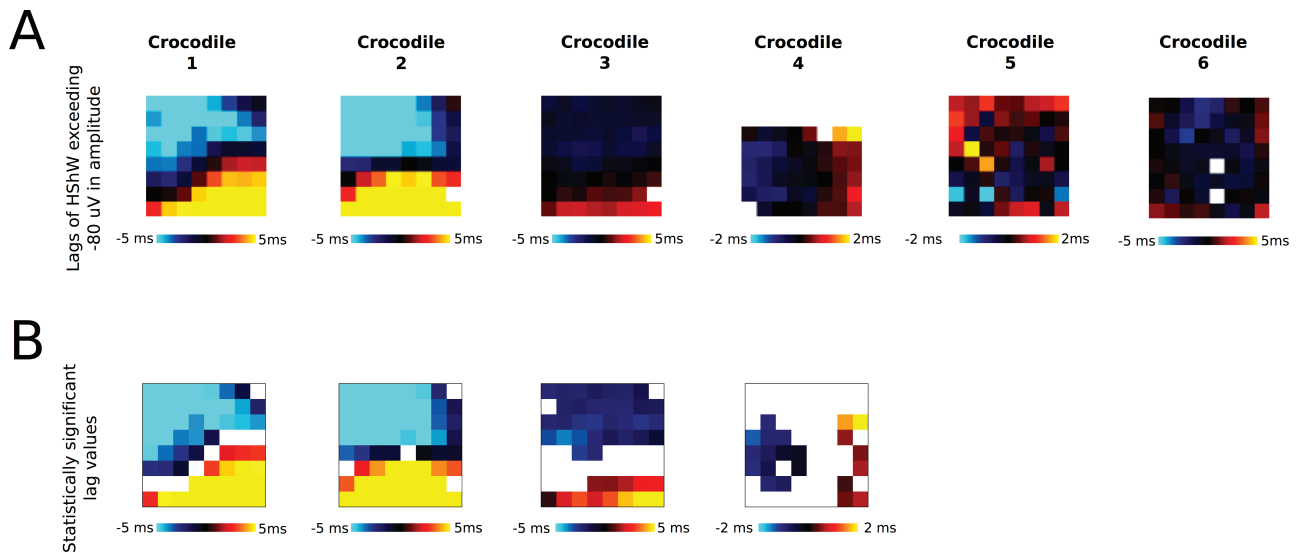 A
Crocodile 1
Crocodile 2
Crocodile 3
Crocodile 4
Crocodile 5
Crocodile 6
Lags of HShW exceeding
-80 uV in amplitude
-5 ms 5ms
-5 ms 5ms
-5 ms 5ms
-2 ms 2ms
-2 ms 2ms
-5 ms 5ms
B
Statistically significant
lag values
-5 ms 5ms
-5 ms 5ms
-5 ms 5 ms
-2 ms 2 ms